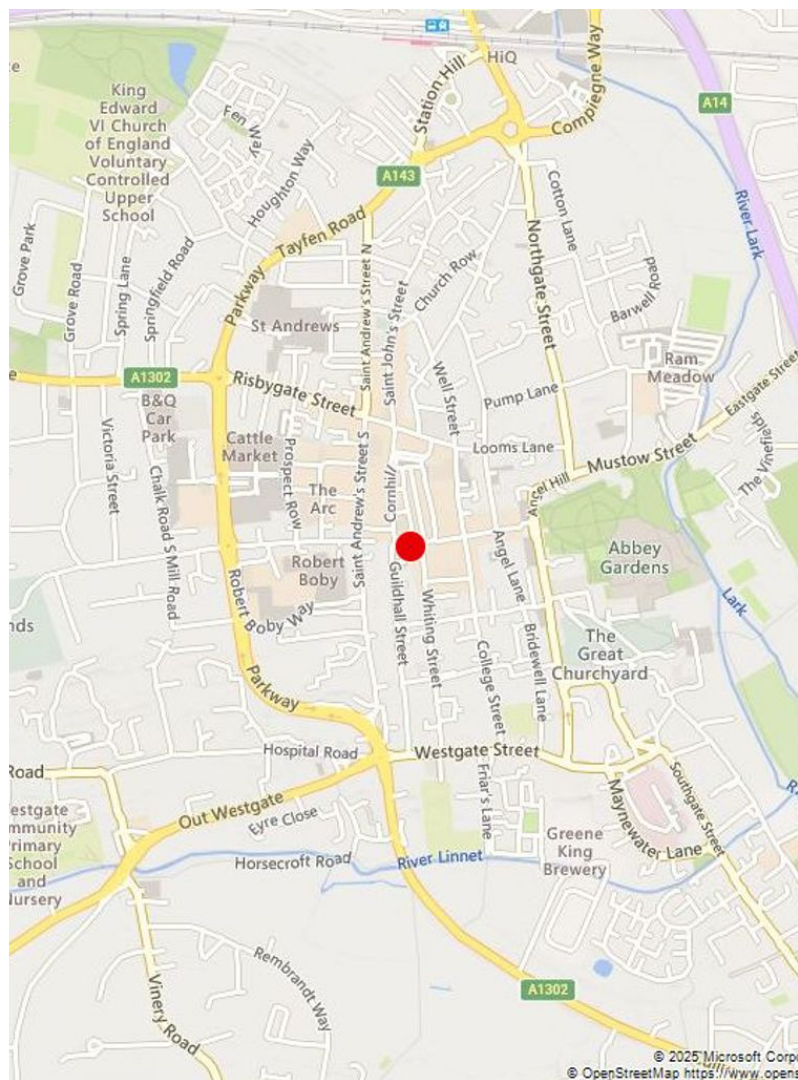 HiQ
Station Hill
Compiegne Way
A14
King
Edward
VI Church
of England
Voluntary
Controlled
Upper
School
Fen Way
Houghton Way
A143
Cotton Lane
River Lark
Grove Park
Grove Road
Spring Lane
Springfield Road
Parkway
Tayfen Road
Saint Andrew's Street N
Saint John's Street
Church Row
Northgate Street
Barwell Road
St Andrews
Ram
Meadow
Eastgate Street
A1302
Risbygate Street
Well Street
Pump Lane
B&Q
Car
Park
Victoria Street
Cattle
Market
Prospect Row
Looms Lane
Mustow Street
The Vinefields
Chalk Road S
Mill Road
The
Arc
Saint Andrew's Street S
Cornhill
Angel Hill
Abbey
Gardens
Robert
Boby
Robert Boby Way
Guildhall Street
Whiting Street
Angel Lane
Bridewell Lane
College Street
The
Great
Churchyard
Lark
nds
Parkway
Hospital Road
Westgate Street
Road
Out Westgate
Eyre Close
Friar's Lane
Maynewater Lane
Southgate Street
estgate
mmunity
rimary
School
and
Nursery
Horsecroft Road
River Linnet
Greene
King
Brewery
Rembrandt Way
Vinery Road
A1302
© 2025 Microsoft Corpo
© OpenStreetMap https://www.opens